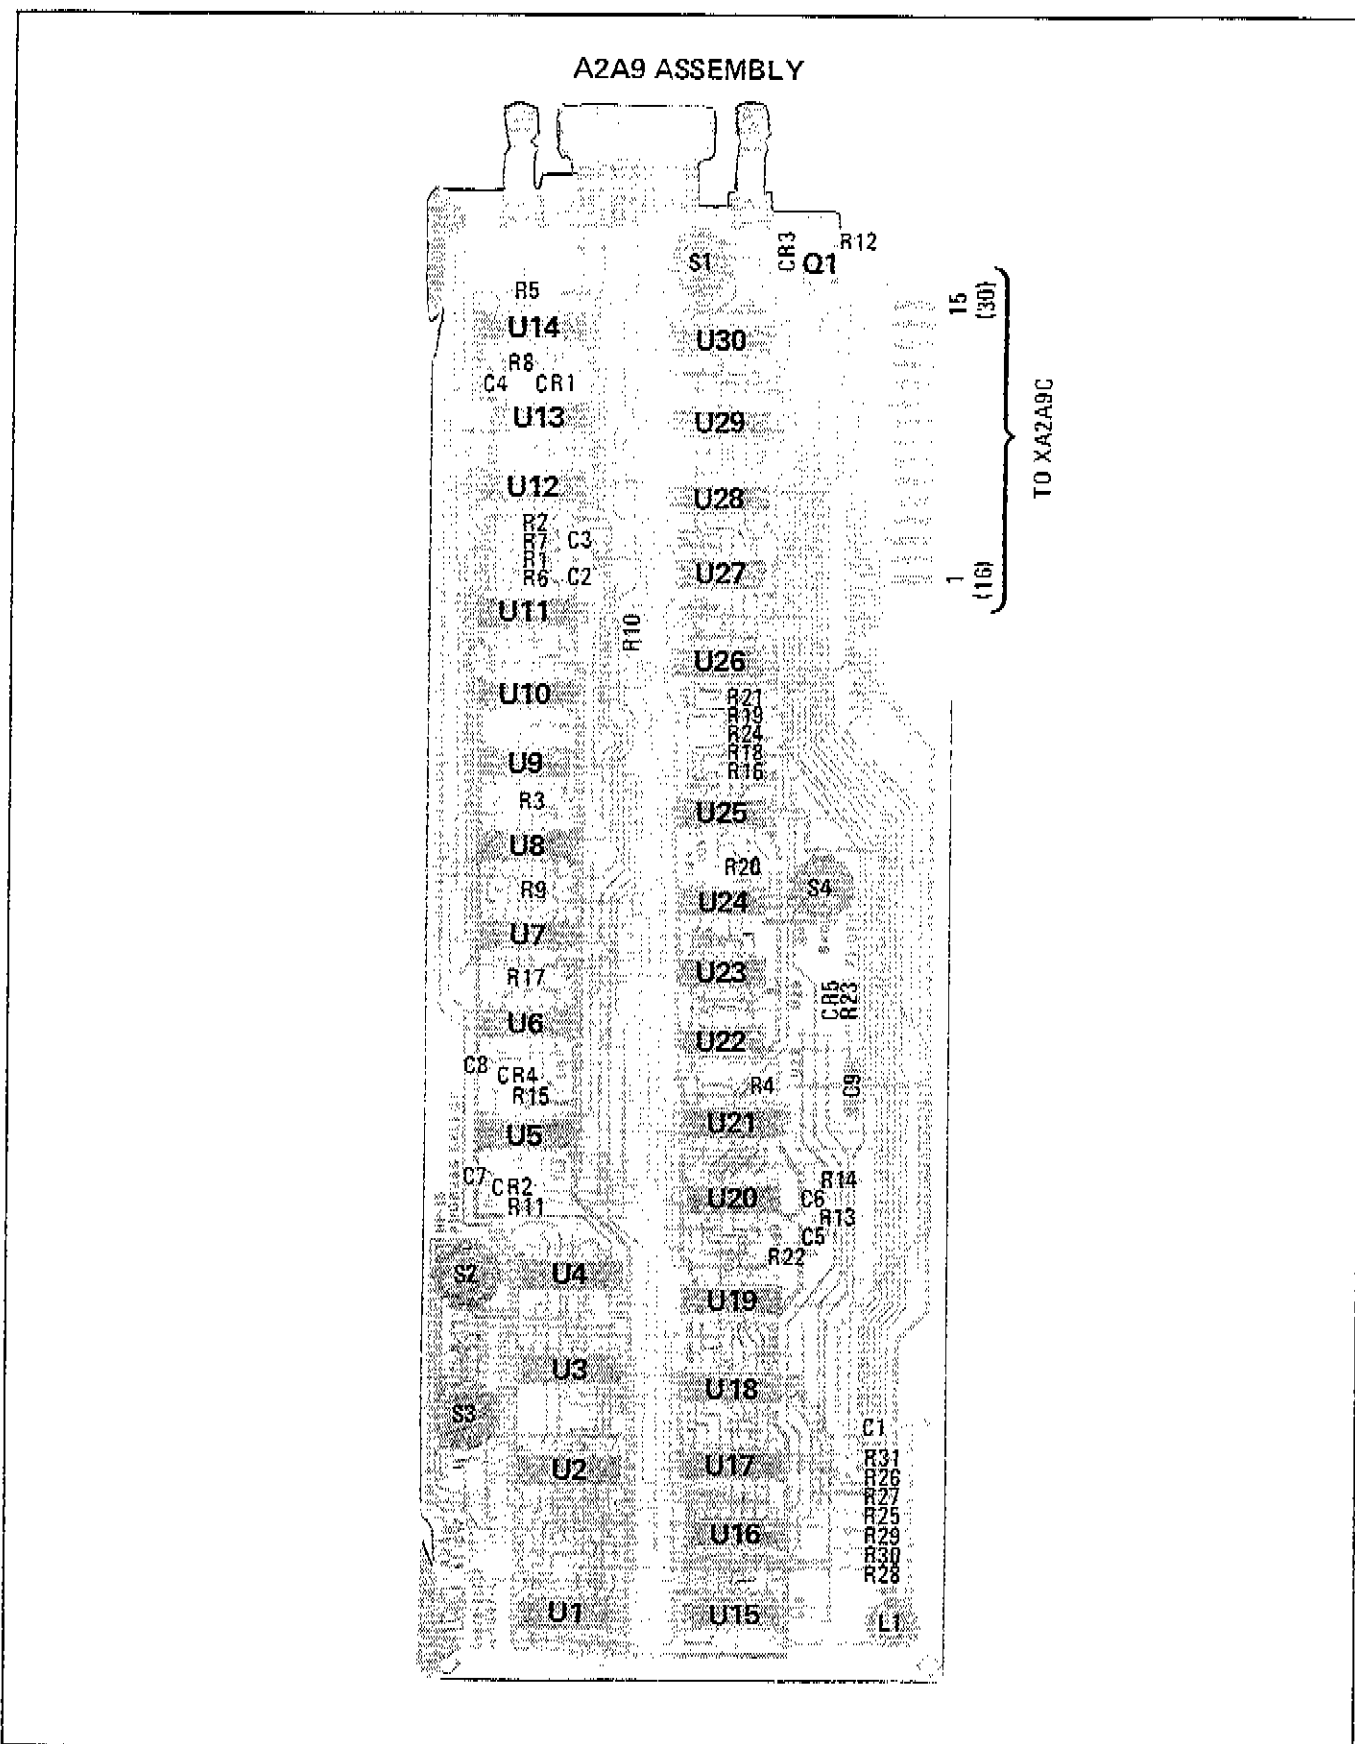 A2A9 ASSEMBLY
S1
CR3
Q1
R12
R5
U14
U30
15
(30)
R8
C4
CR1
U13
U29
TO XA2A9C
U12
U28
R2
R7
C3
R1
R6
C2
U27
1
(16)
U11
R10
U26
U10
R21
R19
R24
R18
R16
U9
R3
U25
U8
R20
R9
U24
S4
U7
U23
R17
CR5
R23
U6
U22
C8
CR4
R15
R4
C9
U21
U5
C7
CR2
R11
U20
R14
C6
R13
C5
R22
S2
U4
U19
U3
U18
S3
C1
U2
U17
R31
R26
R27
R25
U16
R29
R30
R28
U1
U15
L1